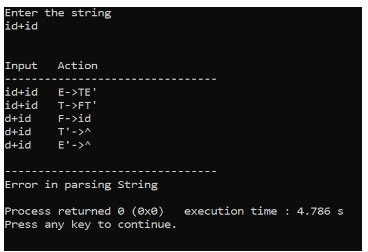 Enter the string
id+id
Input Action
--------------------------------
id+id E->TE'
id+id T->FT'
d+id F->id
d+id T'->^
d+id E'->^
--------------------------------
Error in parsing String
Process returned 0 (0x0) execution time : 4.786 s
Press any key to continue.